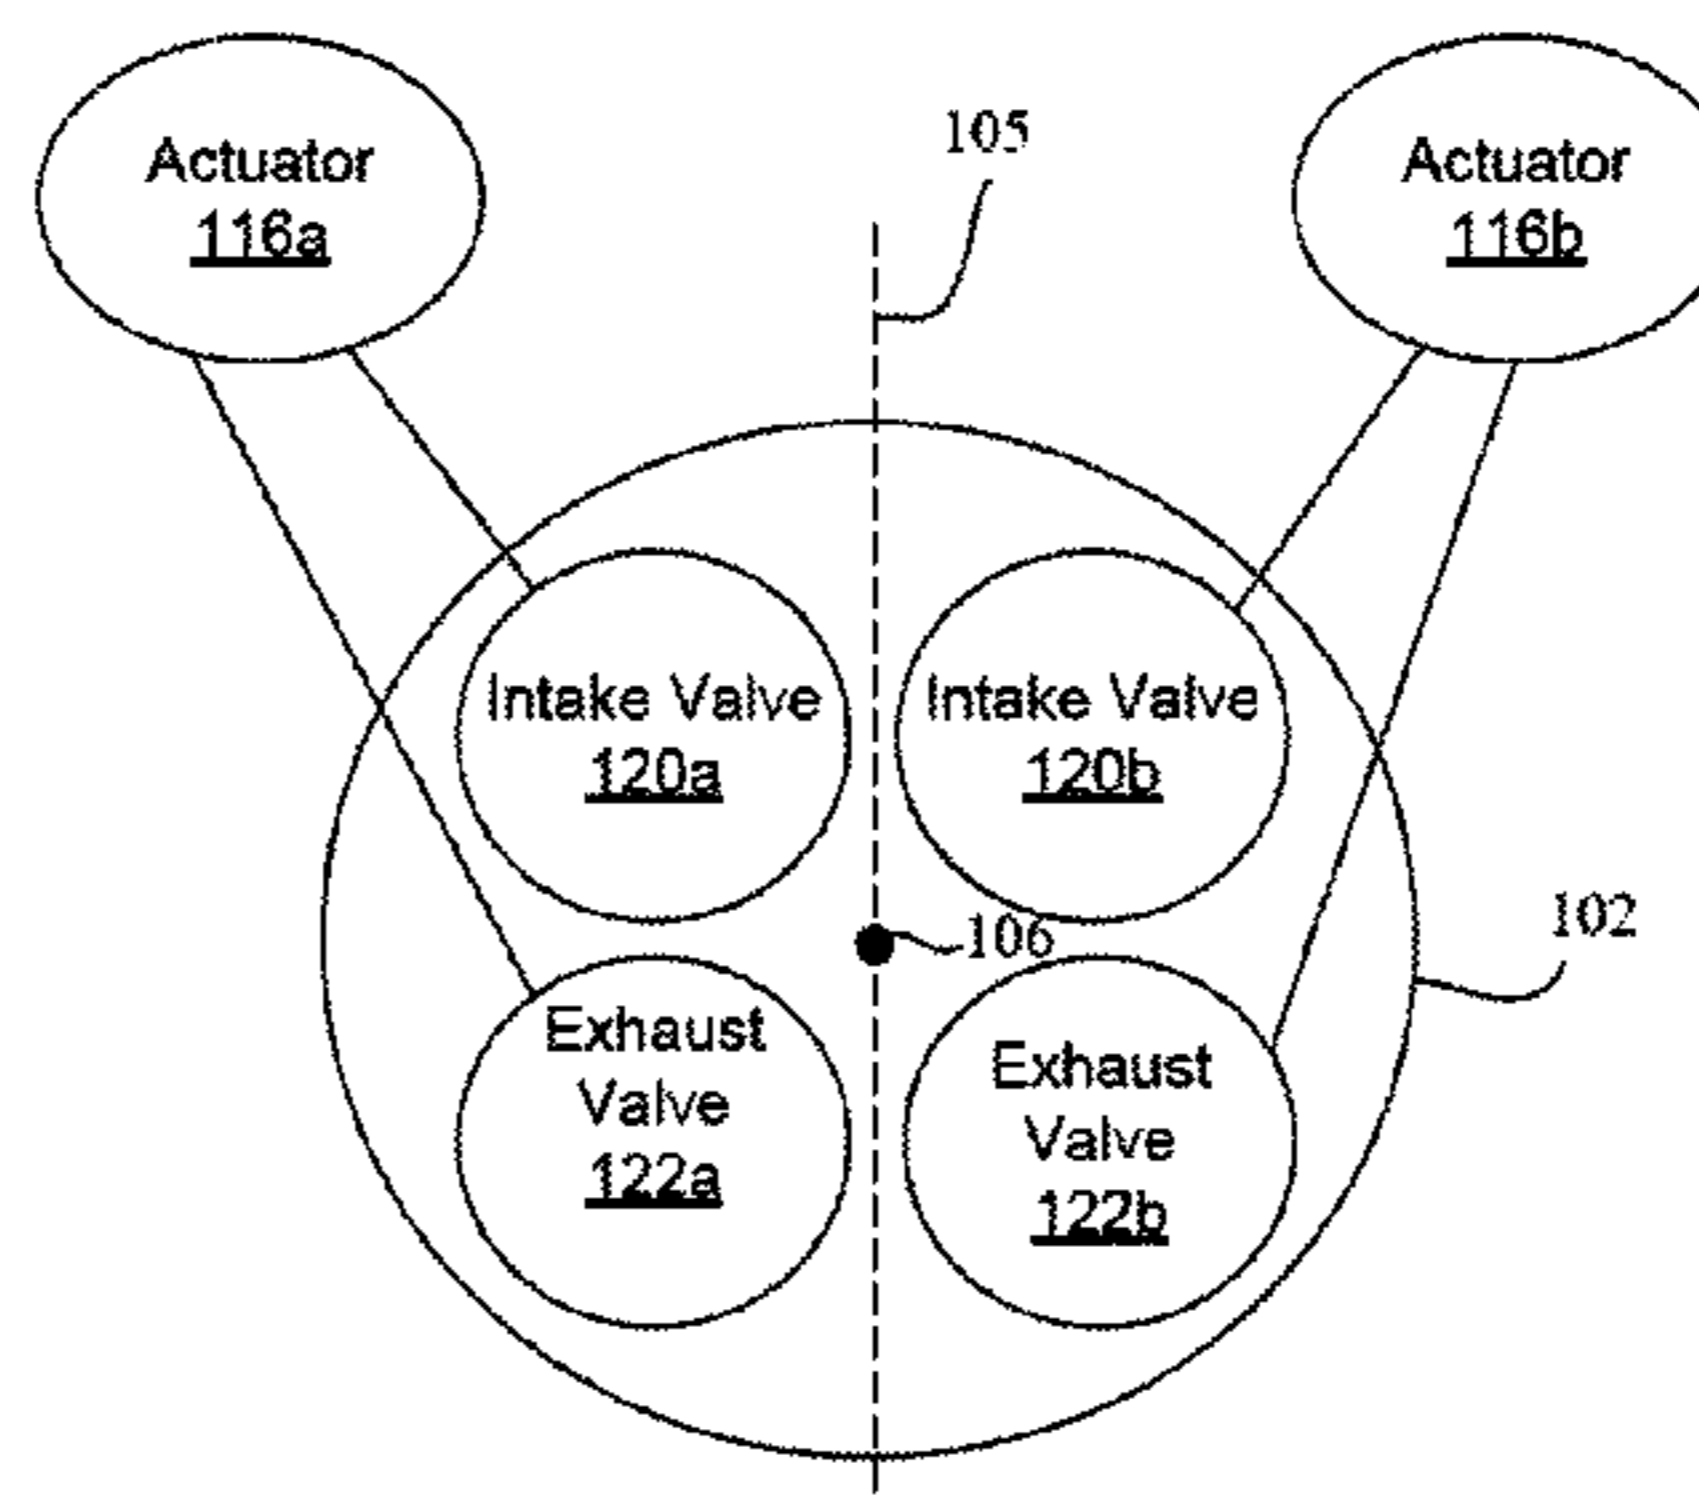 Actuator
116a
105
Actuator
116b
Intake Valve
120a
Intake Valve
120b
106
102
Exhaust
Valve
122a
Exhaust
Valve
122b